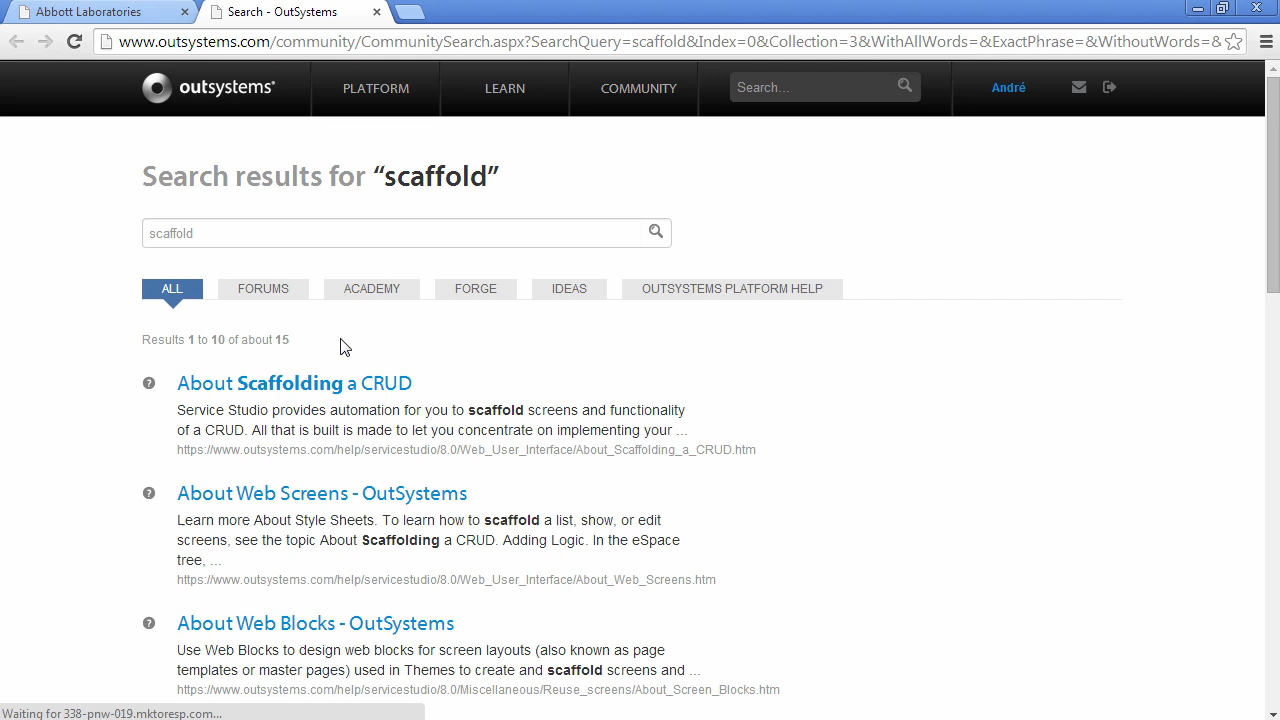 Abbott Laboratories
Search - OutSystems
www.outsystems.com/community/CommunitySearch.aspx?SearchQuery=scaffold&Index=0&Collection=3&WithAllWords=&ExactPhrase=&WithoutWords=&
outsystems
PLATFORM
LEARN
COMMUNITY
Search...
André
Search results for “scaffold”
scaffold
ALL
FORUMS
ACADEMY
FORGE
IDEAS
OUTSYSTEMS PLATFORM HELP
Results 1 to 10 of about 15
About Scaffolding a CRUD
Service Studio provides automation for you to scaffold screens and functionality
of a CRUD. All that is built is made to let you concentrate on implementing your ...
https://www.outsystems.com/help/servicestudio/8.0/Web_User_Interface/About_Scaffolding_a_CRUD.htm
About Web Screens - OutSystems
Learn more About Style Sheets. To learn how to scaffold a list, show, or edit
screens, see the topic About Scaffolding a CRUD. Adding Logic. In the eSpace
tree, ...
https://www.outsystems.com/help/servicestudio/8.0/Web_User_Interface/About_Web_Screens.htm
About Web Blocks - OutSystems
Use Web Blocks to design web blocks for screen layouts (also known as page
templates or master pages) used in Themes to create and scaffold screens and ...
https://www.outsystems.com/help/servicestudio/8.0/Miscellaneous/Reuse_screens/About_Screen_Blocks.htm
Waiting for 338-pnw-019.mktoresp.com...